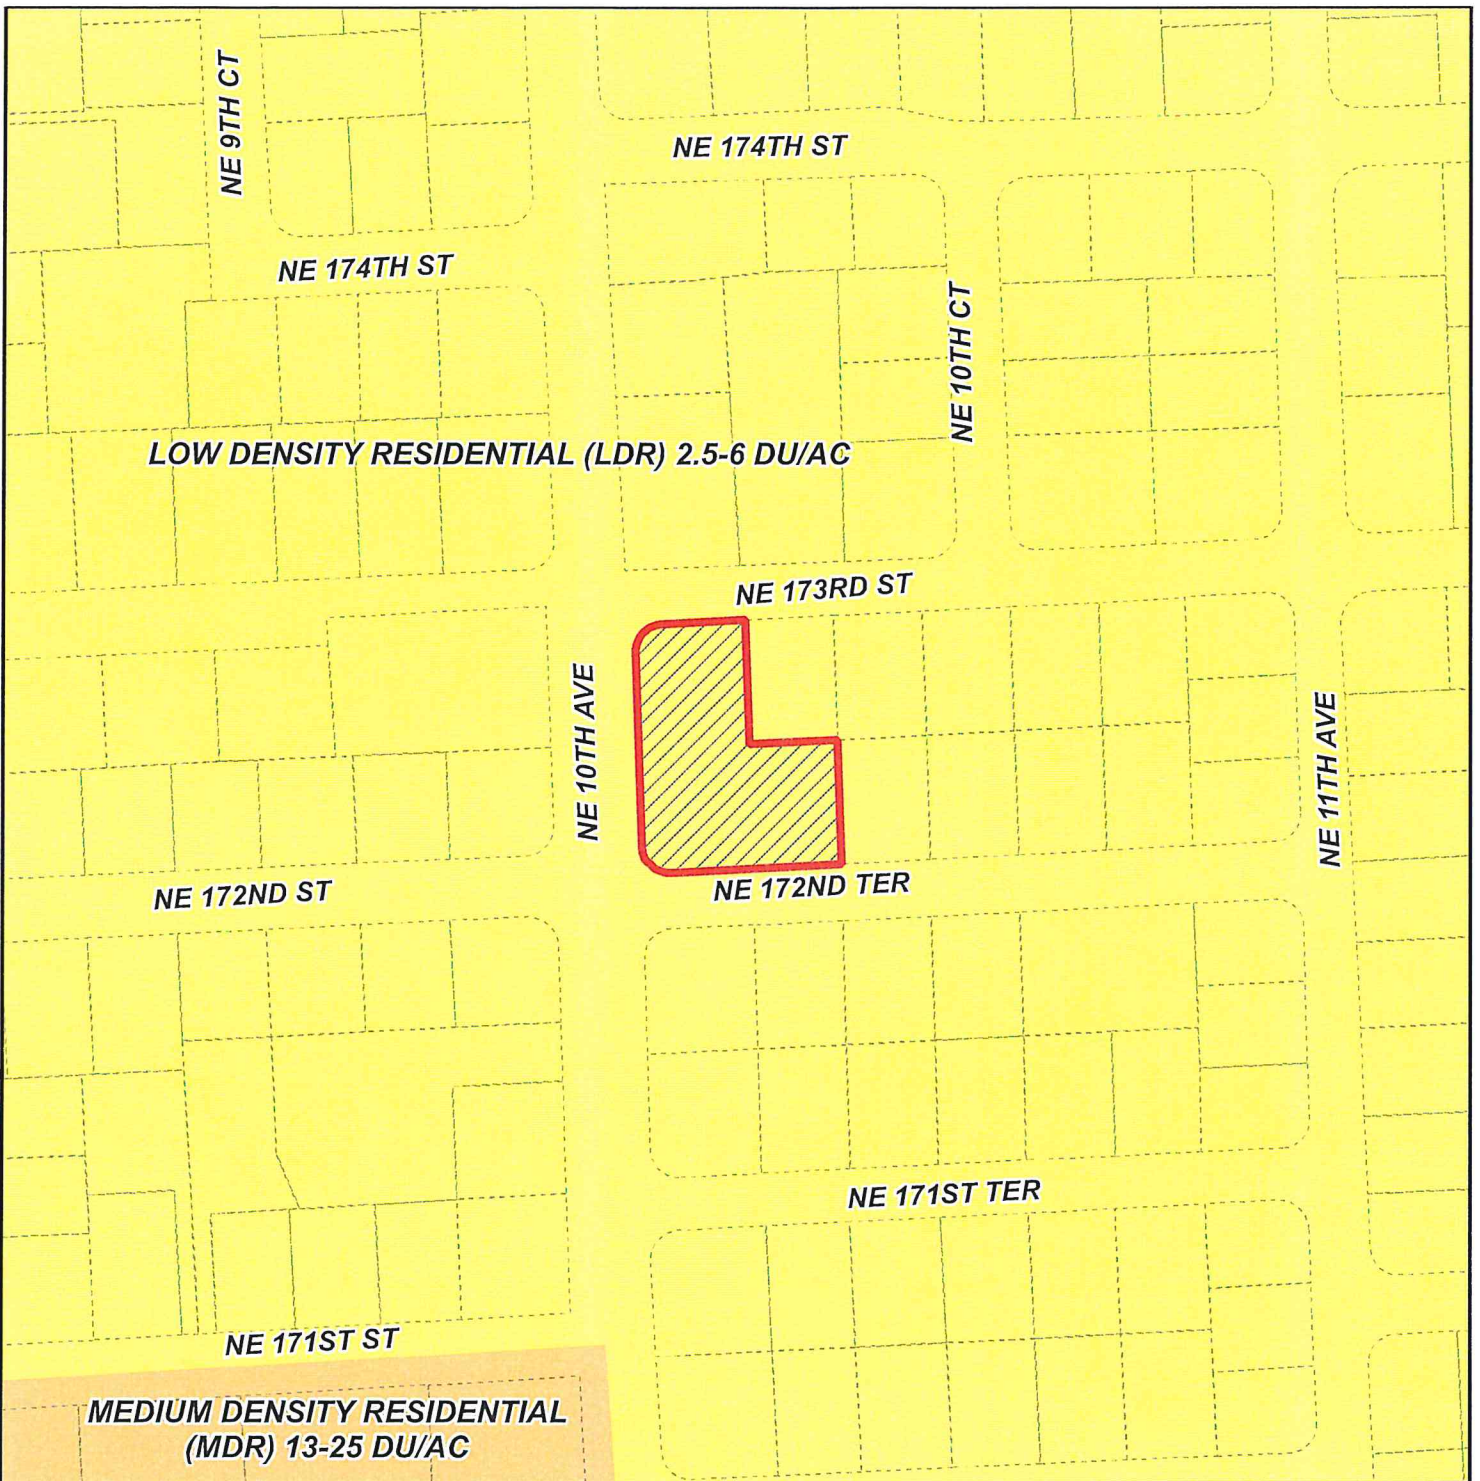 NE 9TH CT
NE 174TH ST
NE 174TH ST
NE 10TH CT
LOW DENSITY RESIDENTIAL (LDR) 2.5-6 DU/AC
NE 173RD ST
NE 10TH AVE
NE 11TH AVE
NE 172ND ST
NE 172ND TER
NE 171ST TER
NE 171ST ST
MEDIUM DENSITY RESIDENTIAL
(MDR) 13-25 DU/AC